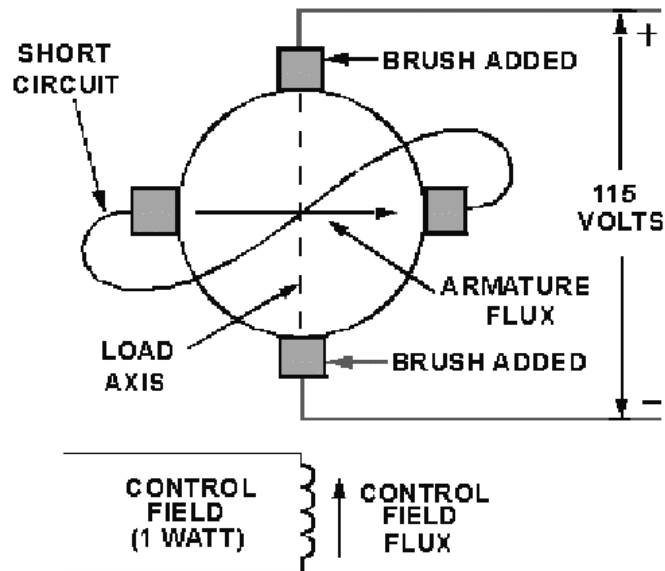 SHORT
CIRCUIT
BRUSH ADDED
+
115
VOLTS
ARMATURE
FLUX
LOAD
AXIS
BRUSH ADDED
−
CONTROL
FIELD
(1 WATT)
CONTROL
FIELD
FLUX